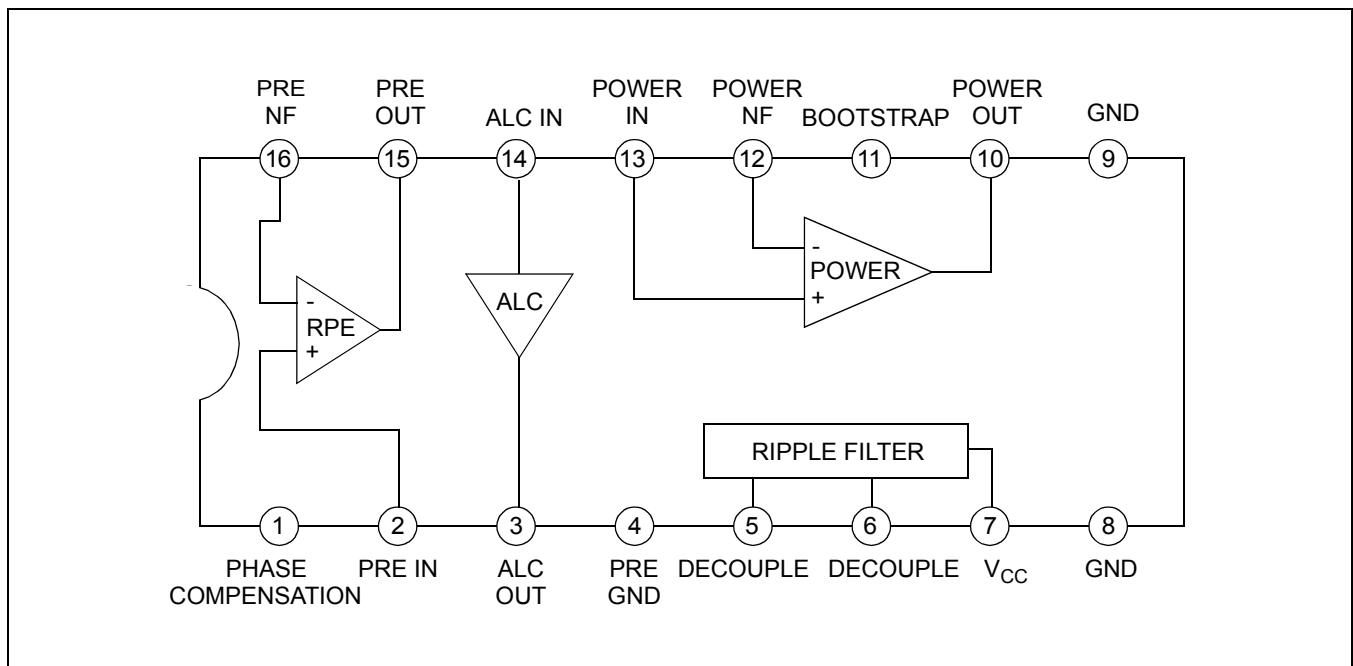 PRE
NF
PRE
OUT
ALC IN
POWER
IN
POWER
NF
BOOTSTRAP
POWER
OUT
GND
16
15
14
13
12
11
10
9
-
RPE
+
ALC
-
POWER
+
RIPPLE FILTER
1
2
3
4
5
6
7
8
PHASE
COMPENSATION
PRE IN
ALC
OUT
PRE
GND
DECOUPLE
DECOUPLE
VCC
GND